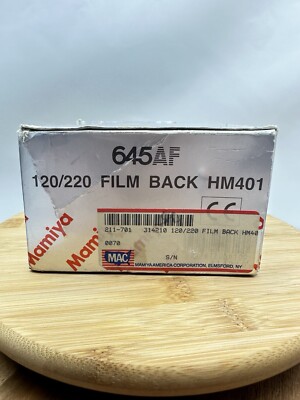 645AF
120/220 FILM BACK HM401
CE
Mamiya
Mamiya
211-701 314210 120/220 FILM BACK HM40
0070
S/N
MAC
MAMIYA AMERICA CORPORATION, ELMSFORD, NY